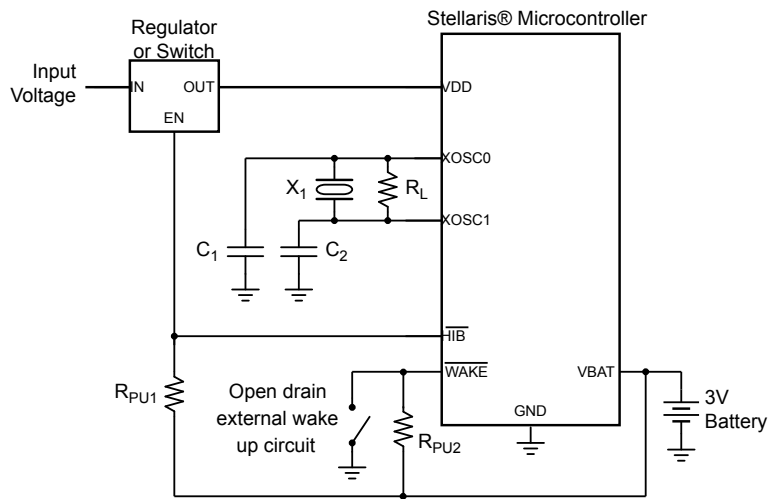 Stellaris® Microcontroller
Regulator
or Switch
Input
Voltage
IN
OUT
EN
VDD
XOSC0
X1
RL
XOSC1
C1
C2
HIB
WAKE
VBAT
RPU1
Open drain
external wake
up circuit
RPU2
GND
3V
Battery